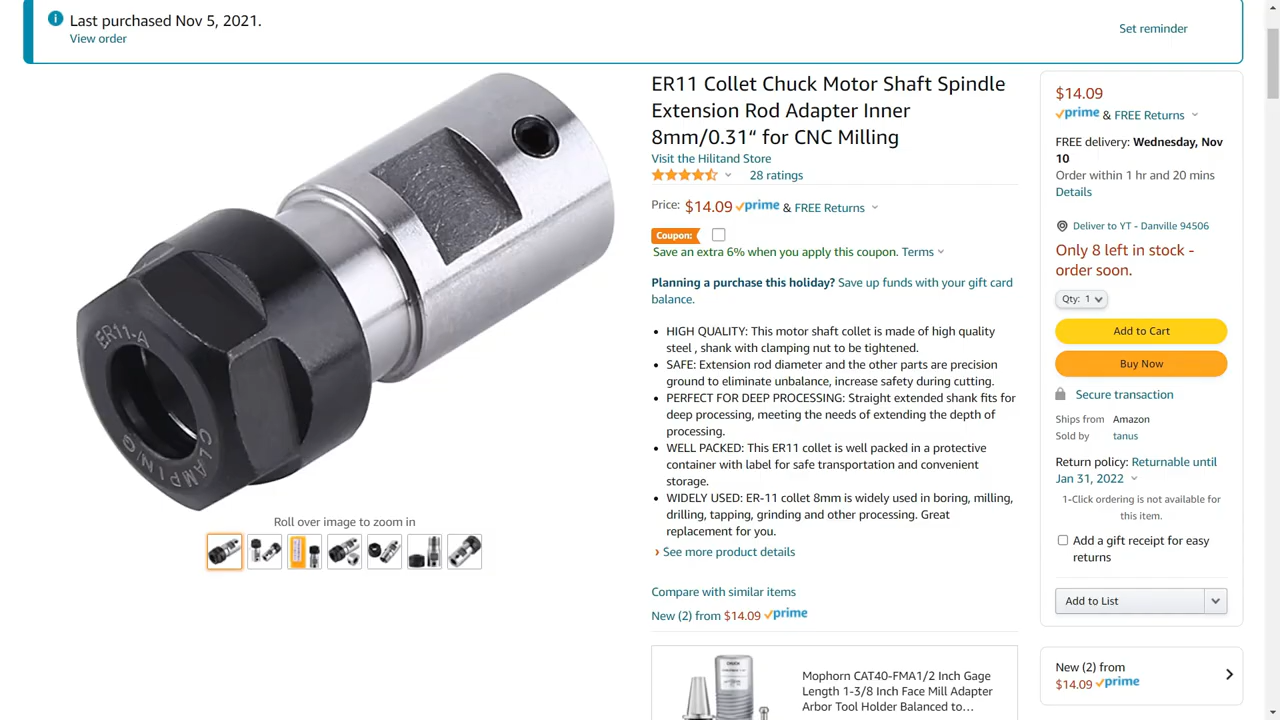 Last purchased Nov 5, 2021.
View order
Set reminder
ER11-A
CLAMPING
Roll over image to zoom in
ER11 Collet Chuck Motor Shaft Spindle
Extension Rod Adapter Inner
8mm/0.31“ for CNC Milling
Visit the Hilitand Store
28 ratings
Price: $14.09 prime & FREE Returns
Coupon:
Save an extra 6% when you apply this coupon. Terms
Planning a purchase this holiday? Save up funds with your gift card
balance.
• HIGH QUALITY: This motor shaft collet is made of high quality
steel , shank with clamping nut to be tightened.
• SAFE: Extension rod diameter and the other parts are precision
ground to eliminate unbalance, increase safety during cutting.
• PERFECT FOR DEEP PROCESSING: Straight extended shank fits for
deep processing, meeting the needs of extending the depth of
processing.
• WELL PACKED: This ER11 collet is well packed in a protective
container with label for safe transportation and convenient
storage.
• WIDELY USED: ER-11 collet 8mm is widely used in boring, milling,
drilling, tapping, grinding and other processing. Great
replacement for you.
› See more product details
Compare with similar items
New (2) from $14.09 prime
Mophorn CAT40-FMA1/2 Inch Gage
Length 1-3/8 Inch Face Mill Adapter
Arbor Tool Holder Balanced to…
$14.09
prime & FREE Returns
FREE delivery: Wednesday, Nov
10
Order within 1 hr and 20 mins
Details
Deliver to YT - Danville 94506
Only 8 left in stock -
order soon.
Qty: 1
Add to Cart
Buy Now
Secure transaction
Ships from Amazon
Sold by tanus
Return policy: Returnable until
Jan 31, 2022
1-Click ordering is not available for
this item.
Add a gift receipt for easy
returns
Add to List
New (2) from
$14.09 prime